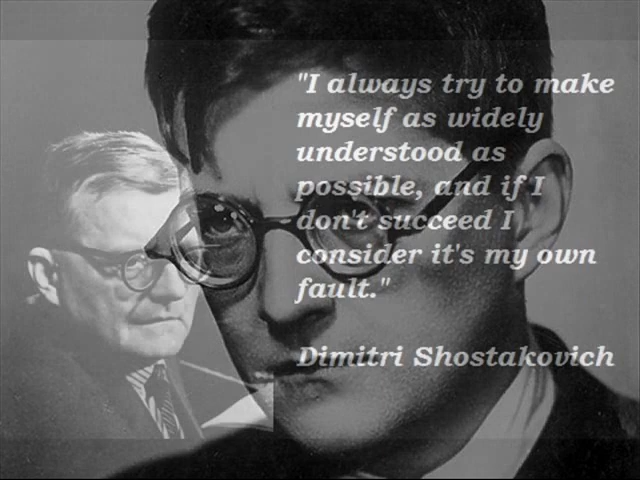 "I always try to make
myself as widely
understood as
possible, and if I
don't succeed I
consider it's my own
fault."
Dimitri Shostakovich